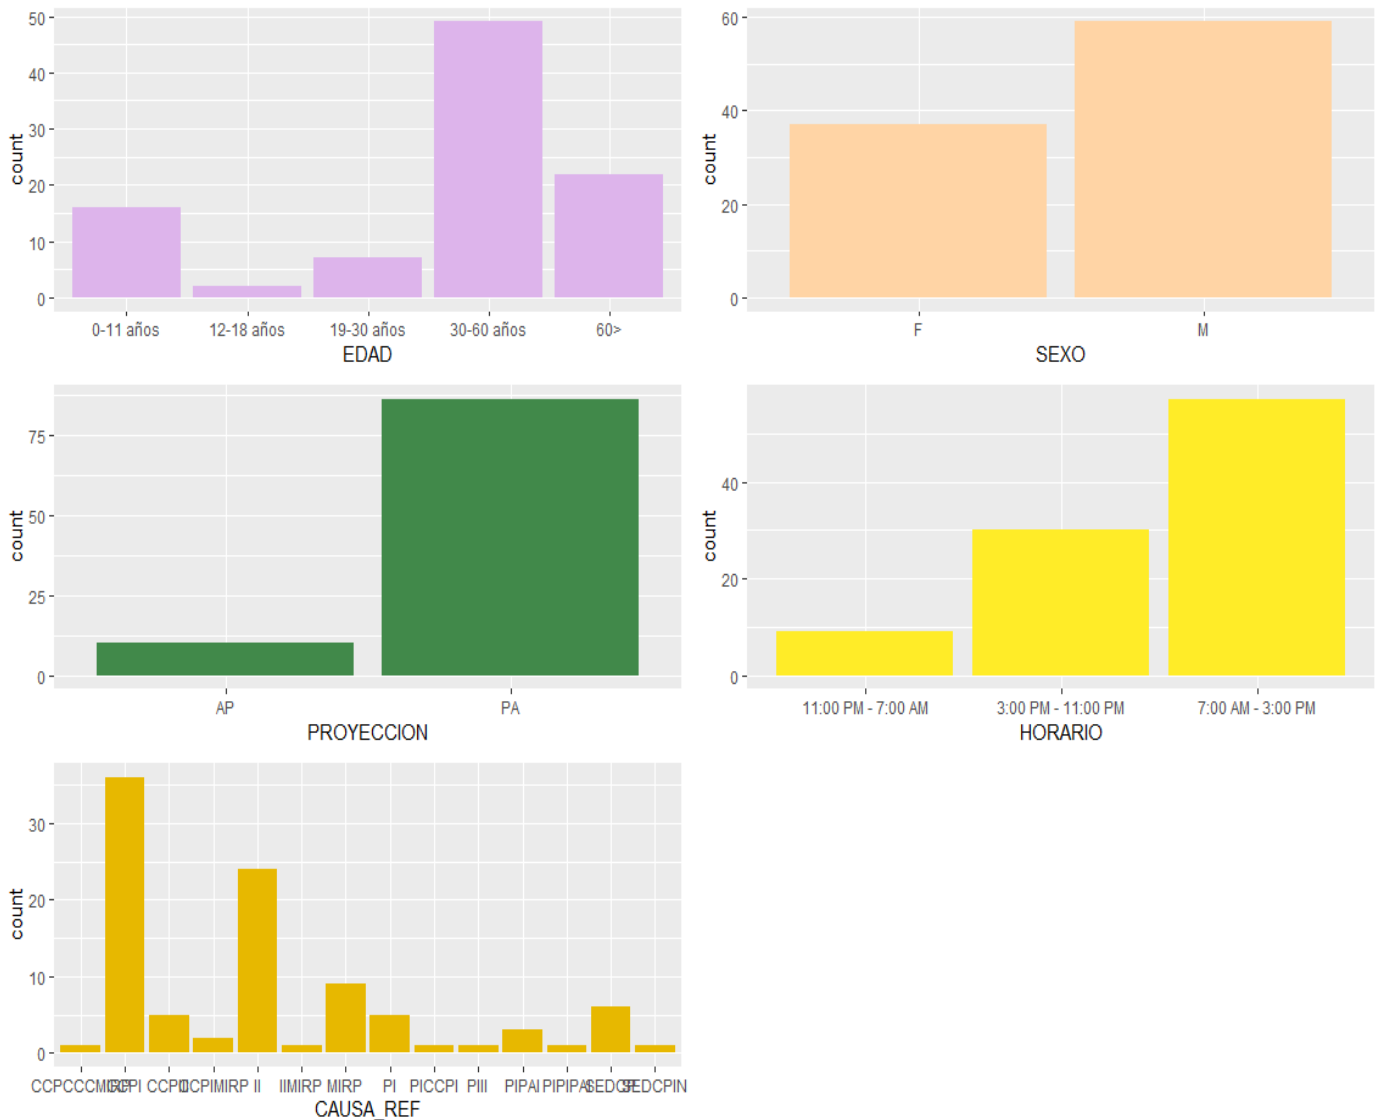 50
40
30
20
10
0
count
0-11 años 12-18 años 19-30 años 30-60 años 60>
EDAD
60
40
20
0
count
F M
SEXO
75
50
25
0
count
AP PA
PROYECCION
40
20
0
count
11:00 PM - 7:00 AM 3:00 PM - 11:00 PM 7:00 AM - 3:00 PM
HORARIO
30
20
10
0
count
II IIMIRP MIRP PI PICCPI PIII PIPAI SEDCPIN
CAUSA_REF